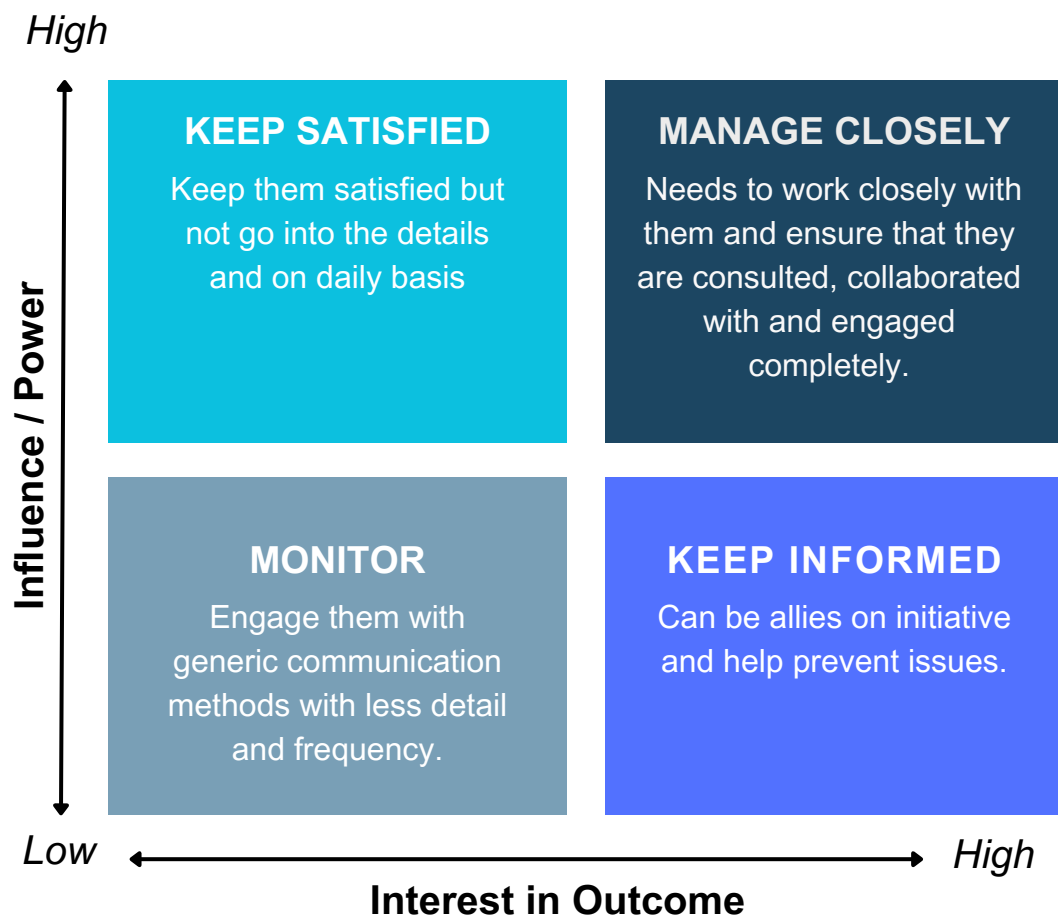 High
KEEP SATISFIED
Keep them satisfied but
not go into the details
and on daily basis
MANAGE CLOSELY
Needs to work closely with
them and ensure that they
are consulted, collaborated
with and engaged
completely.
Influence / Power
MONITOR
Engage them with
generic communication
methods with less detail
and frequency.
KEEP INFORMED
Can be allies on initiative
and help prevent issues.
Low
High
Interest in Outcome